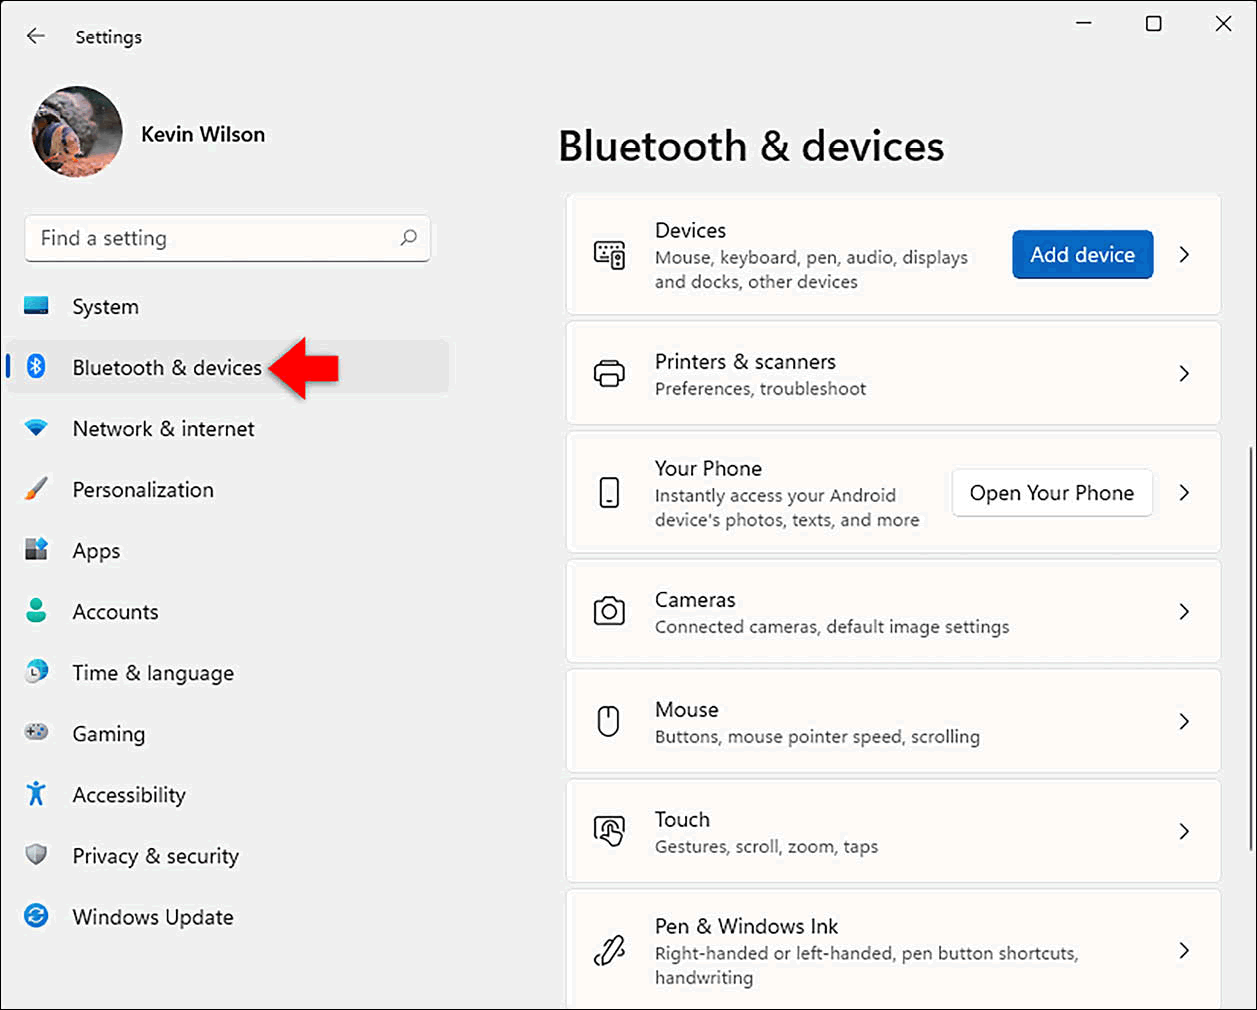 Settings
Kevin Wilson
Find a setting
System
Bluetooth & devices
Network & internet
Personalization
Apps
Accounts
Time & language
Gaming
Accessibility
Privacy & security
Windows Update
Bluetooth & devices
Devices
Mouse, keyboard, pen, audio, displays
and docks, other devices
Add device
Printers & scanners
Preferences, troubleshoot
Your Phone
Instantly access your Android
device's photos, texts, and more
Open Your Phone
Cameras
Connected cameras, default image settings
Mouse
Buttons, mouse pointer speed, scrolling
Touch
Gestures, scroll, zoom, taps
Pen & Windows Ink
Right-handed or left-handed, pen button shortcuts,
handwriting